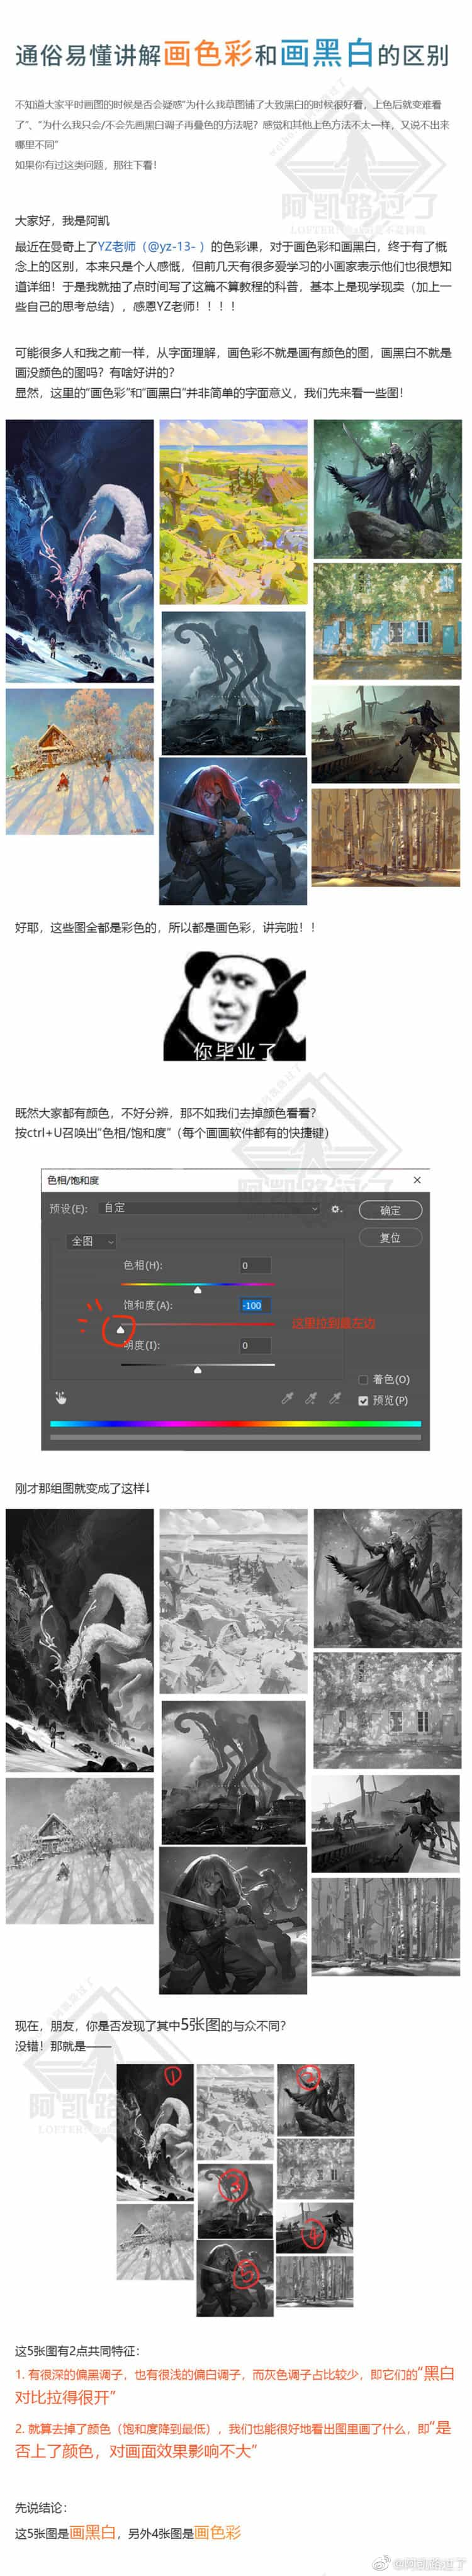 通俗易懂讲解画色彩和画黑白的区别
不知道大家平时画图的时候是否会疑惑“为什么我草图铺了大致黑白的时候很好看，上色后就变难看
了”、“为什么我只会/不会先画黑白调子再叠色的方法呢？感觉和其他上色方法不太一样，又说不出来
哪里不同”
如果你有过这类问题，那往下看！
阿凯路过了
大家好，我是阿凯
最近在曼奇上了YZ老师（@yz-13- ）的色彩课，对于画色彩和画黑白，终于有了概
念上的区别，本来只是个人感慨，但前几天有很多爱学习的小画家表示他们也很想知
道详细！于是我就抽了点时间写了这篇不算教程的科普，基本上是现学现卖（加上一
些自己的思考总结），感恩YZ老师！！！！
可能很多人和我之前一样，从字面理解，画色彩不就是画有颜色的图，画黑白不就是
画没颜色的图吗？有啥好讲的？
显然，这里的“画色彩”和“画黑白”并非简单的字面意义，我们先来看一些图！
好耶，这些图全都是彩色的，所以都是画色彩，讲完啦！！
你毕业了
既然大家都有颜色，不好分辨，那不如我们去掉颜色看看？
按ctrl+U召唤出“色相/饱和度”（每个画画软件都有的快捷键）
阿凯路过了
色相/饱和度
预设(E): 自定
确定
全图
复位
色相(H): 0
饱和度(A): -100
这里拉到最左边
明度(I): 0
着色(O)
预览(P)
刚才那组图就变成了这样↓
现在，朋友，你是否发现了其中5张图的与众不同？
没错！那就是——
阿凯路过了
① ② ③ ④ ⑤
这5张图有2点共同特征：
1. 有很深的偏黑调子，也有很浅的偏白调子，而灰色调子占比较少，即它们的“黑白
对比拉得很开”
2. 就算去掉了颜色（饱和度降到最低），我们也能很好地看出图里画了什么，即“是
否上了颜色，对画面效果影响不大”
先说结论：
这5张图是画黑白，另外4张图是画色彩
@阿凯路过了